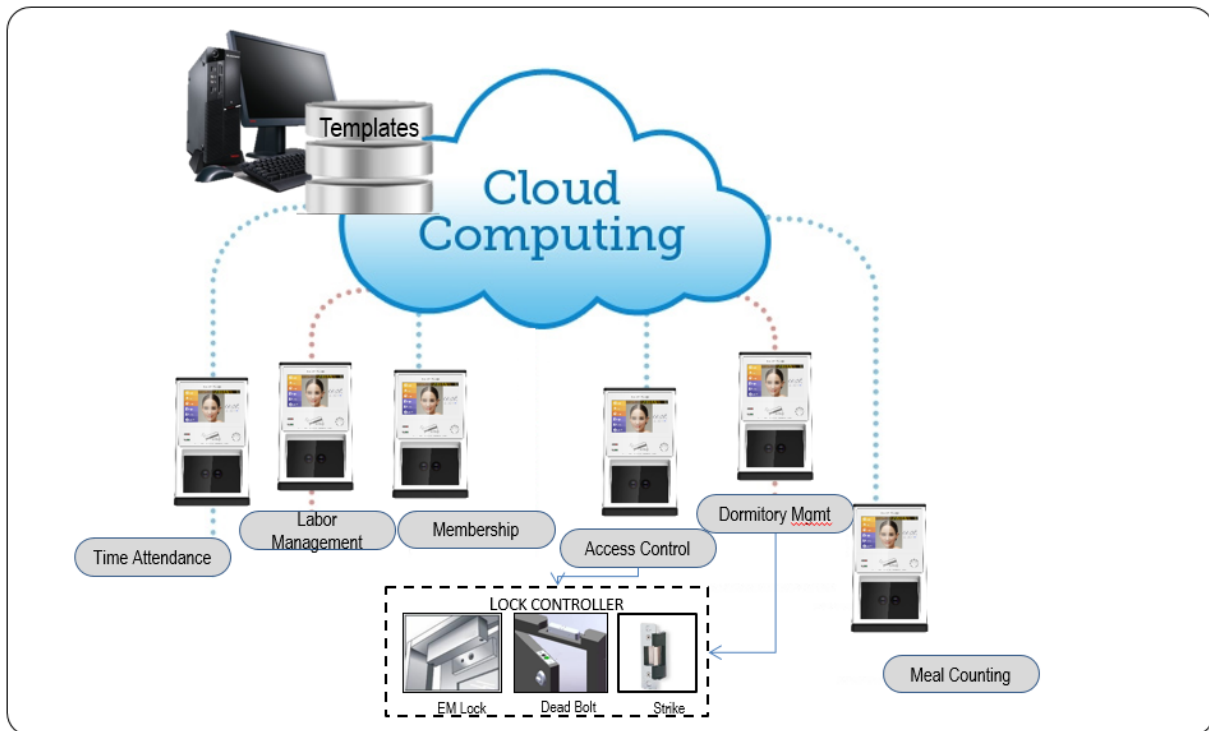 Templates
Cloud
Computing
Labor
Management
Membership
Dormitory Mgmt
Time Attendance
Access Control
LOCK CONTROLLER
Meal Counting
EM Lock
Dead Bolt
Strike